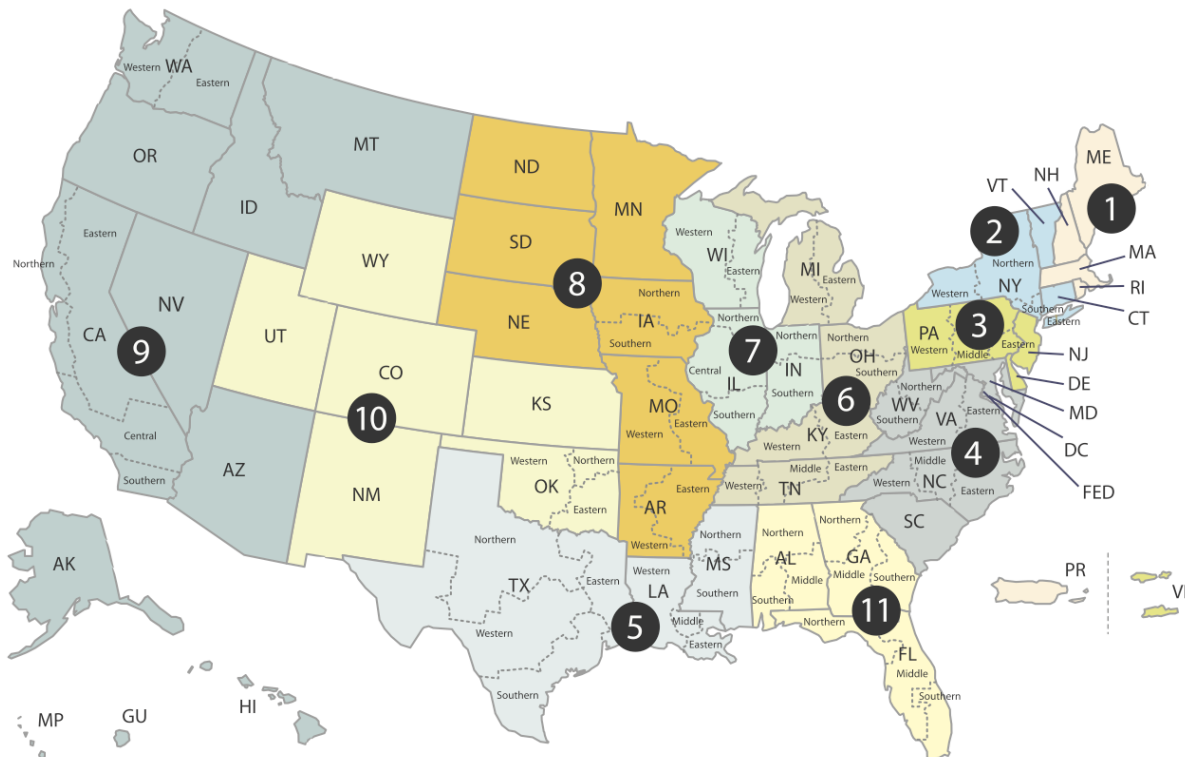 WA
Western
Eastern
MT
OR
ID
Eastern
Northern
NV
CA
9
Central
Southern
AZ
WY
UT
CO
10
NM
KS
Western
Northern
OK
Eastern
ND
SD
NE
MN
8
Northern
IA
Southern
MO
Eastern
Western
Eastern
AR
Western
Northern
TX
Eastern
Western
Southern
Western
LA
Middle
5
Eastern
Northern
MS
Southern
Western
WI
Eastern
Northern
7
Central
IL
Southern
Northern
IN
Southern
MI
Eastern
Western
Northern
OH
Southern
6
KY
Western
Eastern
Middle
Eastern
Western
TN
ME
NH
VT
1
2
MA
Northern
NY
Western
RI
Southern
CT
Eastern
PA
3
Western
Middle
Eastern
NJ
DE
MD
DC
FED
Northern
WV
Southern
VA
Eastern
Western
4
Middle
Western
NC
Eastern
SC
Northern
AL
Middle
Southern
Northern
GA
Middle
Southern
11
Northern
FL
Middle
Southern
AK
HI
MP
GU
PR
VI